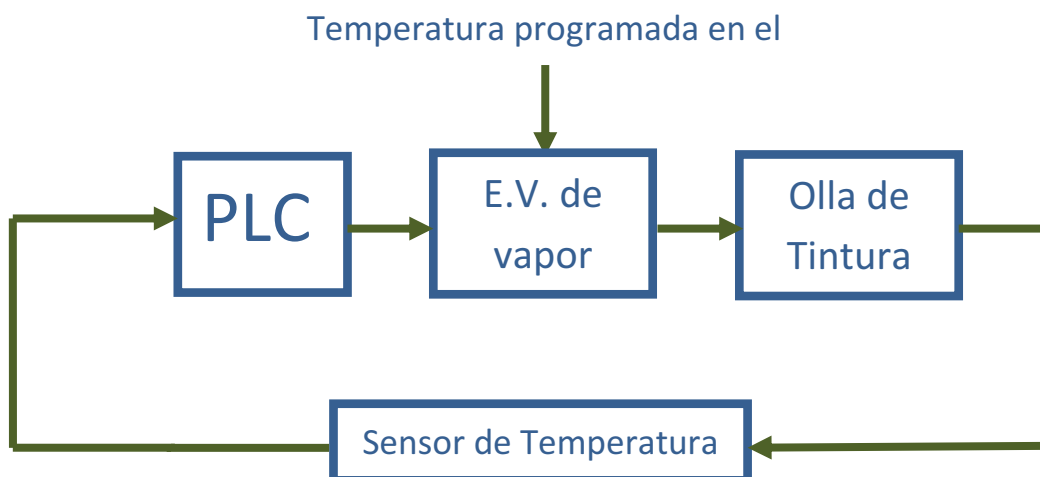 Temperatura programada en el
PLC
E.V. de
vapor
Olla de
Tintura
Sensor de Temperatura